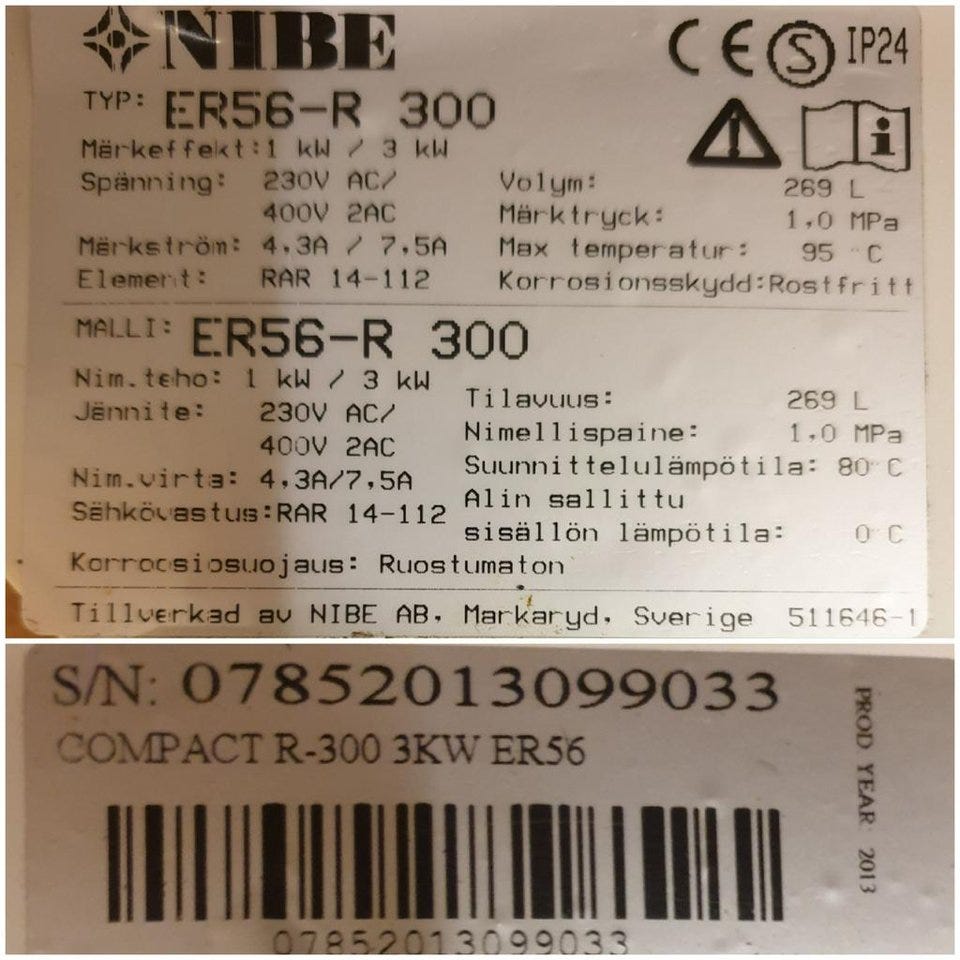 NIBE CE S IP24
TYP: ER56-R 300
Märkeffekt:1 kW / 3 kW
Spänning: 230V AC/ Volym: 269 L
400V 2AC Märktryck: 1,0 MPa
Märkström: 4,3A / 7,5A Max temperatur: 95 °C
Element: RAR 14-112 Korrosionsskydd:Rostfritt
MALLI: ER56-R 300
Nim.teho: 1 kW / 3 kW
Jännite: 230V AC/ Tilavuus: 269 L
400V 2AC Nimellispaine: 1,0 MPa
Nim.virta: 4,3A/7,5A Suunnittelulämpötila: 80°C
Sähkövastus:RAR 14-112 Alin sallittu
sisällön lämpötila: 0°C
Korroosiosuojaus: Ruostumaton
Tillverkad av NIBE AB, Markaryd, Sverige 511646-1
S/N: 07852013099033
COMPACT R-300 3KW ER56
PROD YEAR: 2013
07852013099033